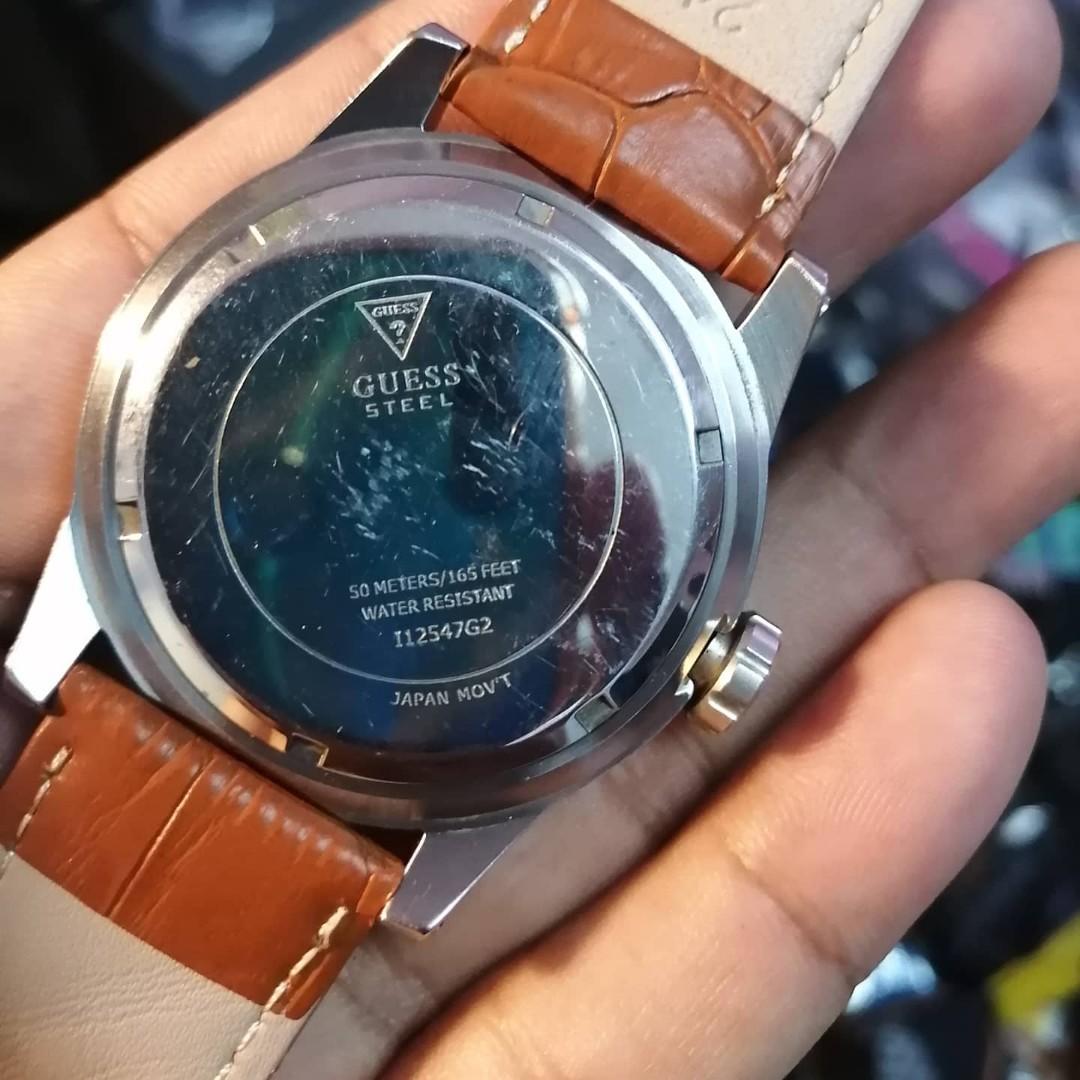 GUESS
?
GUESS
STEEL
50 METERS/165 FEET
WATER RESISTANT
I12547G2
JAPAN MOV'T